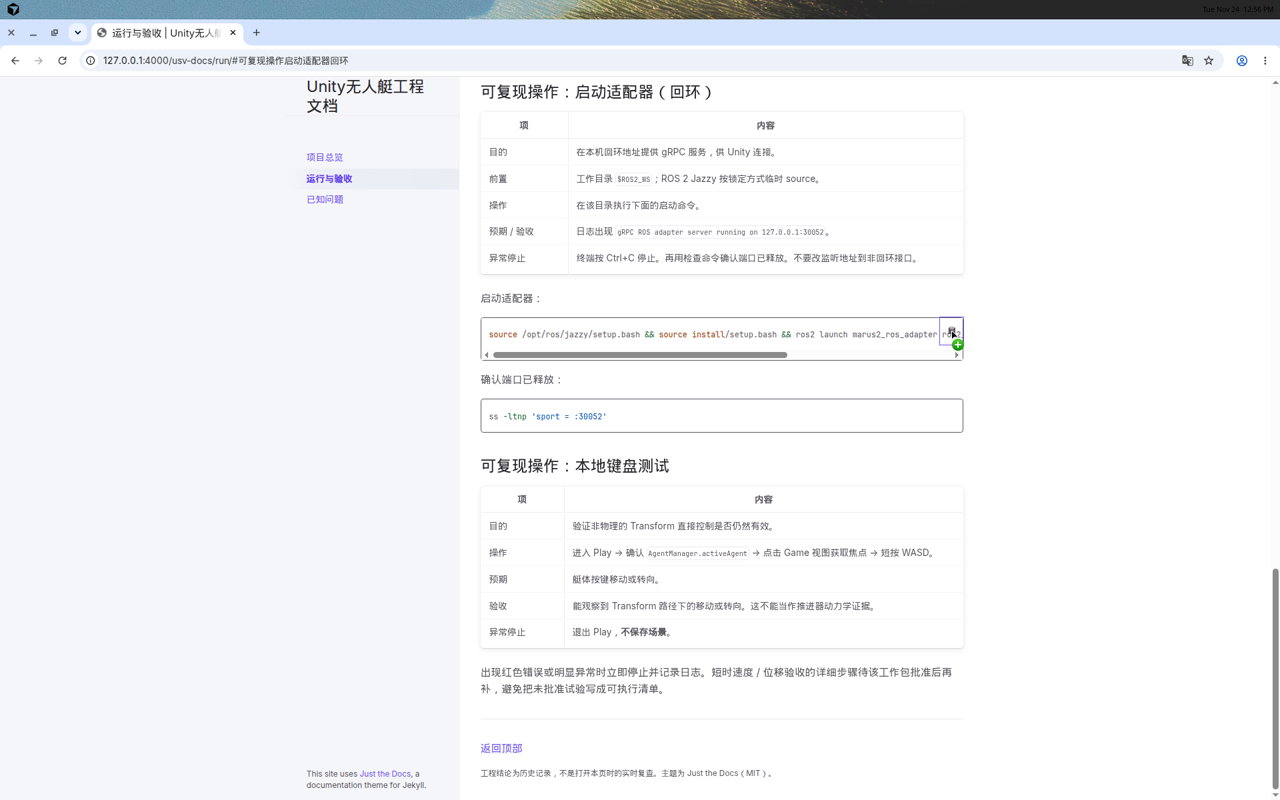 Tue Nov 24 12:56 PM
运行与验收 | Unity无人艇
127.0.0.1:4000/usv-docs/run/#可复现操作启动适配器回环
Unity无人艇工程
文档
项目总览
运行与验收
已知问题
可复现操作：启动适配器（回环）
项 内容
目的 在本机回环地址提供 gRPC 服务，供 Unity 连接。
前置 工作目录 $ROS2_WS ；ROS 2 Jazzy 按锁定方式临时 source。
操作 在该目录执行下面的启动命令。
预期 / 验收 日志出现 gRPC ROS adapter server running on 127.0.0.1:30052。
异常停止 终端按 Ctrl+C 停止。再用检查命令确认端口已释放。不要改监听地址到非回环接口。
启动适配器：
source /opt/ros/jazzy/setup.bash && source install/setup.bash && ros2 launch marus2_ros_adapter
确认端口已释放：
ss -ltnp 'sport = :30052'
可复现操作：本地键盘测试
项 内容
目的 验证非物理的 Transform 直接控制是否仍然有效。
操作 进入 Play → 确认 AgentManager.activeAgent → 点击 Game 视图获取焦点 → 短按 WASD。
预期 艇体按键移动或转向。
验收 能观察到 Transform 路径下的移动或转向。这不能当作推进器动力学证据。
异常停止 退出 Play，不保存场景。
出现红色错误或明显异常时立即停止并记录日志。短时速度 / 位移验收的详细步骤待该工作包批准后再
补，避免把未批准试验写成可执行清单。
返回顶部
工程结论为历史记录，不是打开本页时的实时复查。主题为 Just the Docs（MIT）。
This site uses Just the Docs, a
documentation theme for Jekyll.